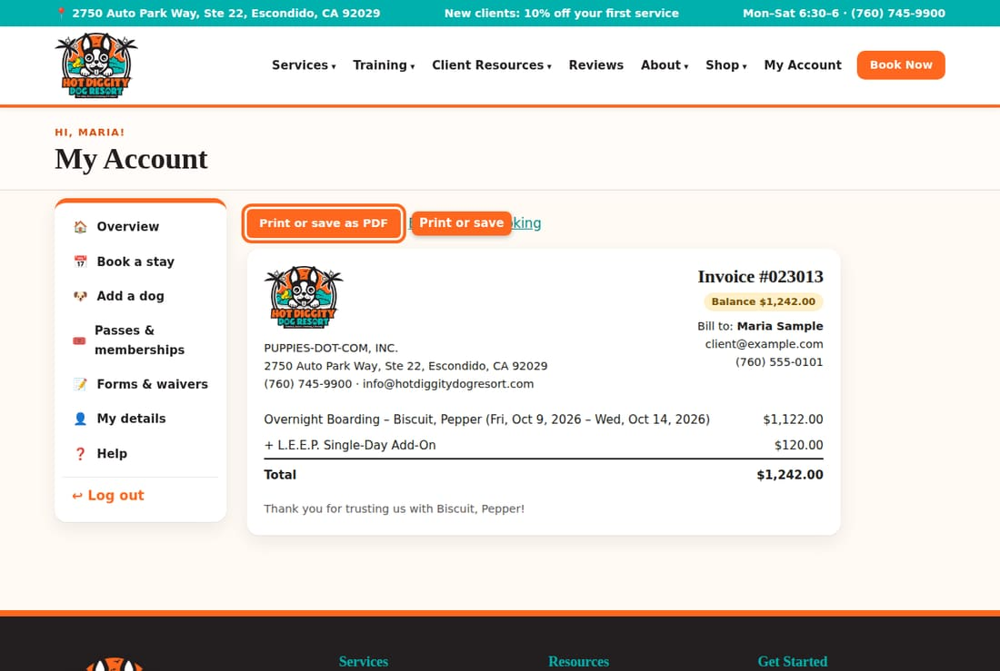 📍 2750 Auto Park Way, Ste 22, Escondido, CA 92029
New clients: 10% off your first service
Mon–Sat 6:30–6 · (760) 745-9900
HOT DIGGITY
DOG RESORT
Services ▾
Training ▾
Client Resources ▾
Reviews
About ▾
Shop ▾
My Account
Book Now
HI, MARIA!
My Account
🏠 Overview
📅 Book a stay
🐶 Add a dog
🎟️ Passes &
memberships
📝 Forms & waivers
👤 My details
❓ Help
↩ Log out
Print or save as PDF
Print or save
HOT DIGGITY
DOG RESORT
Invoice #023013
Balance $1,242.00
Bill to: Maria Sample
client@example.com
(760) 555-0101
PUPPIES-DOT-COM, INC.
2750 Auto Park Way, Ste 22, Escondido, CA 92029
(760) 745-9900 · info@hotdiggitydogresort.com
Overnight Boarding – Biscuit, Pepper (Fri, Oct 9, 2026 – Wed, Oct 14, 2026) $1,122.00
+ L.E.E.P. Single-Day Add-On $120.00
Total $1,242.00
Thank you for trusting us with Biscuit, Pepper!
Services
Resources
Get Started